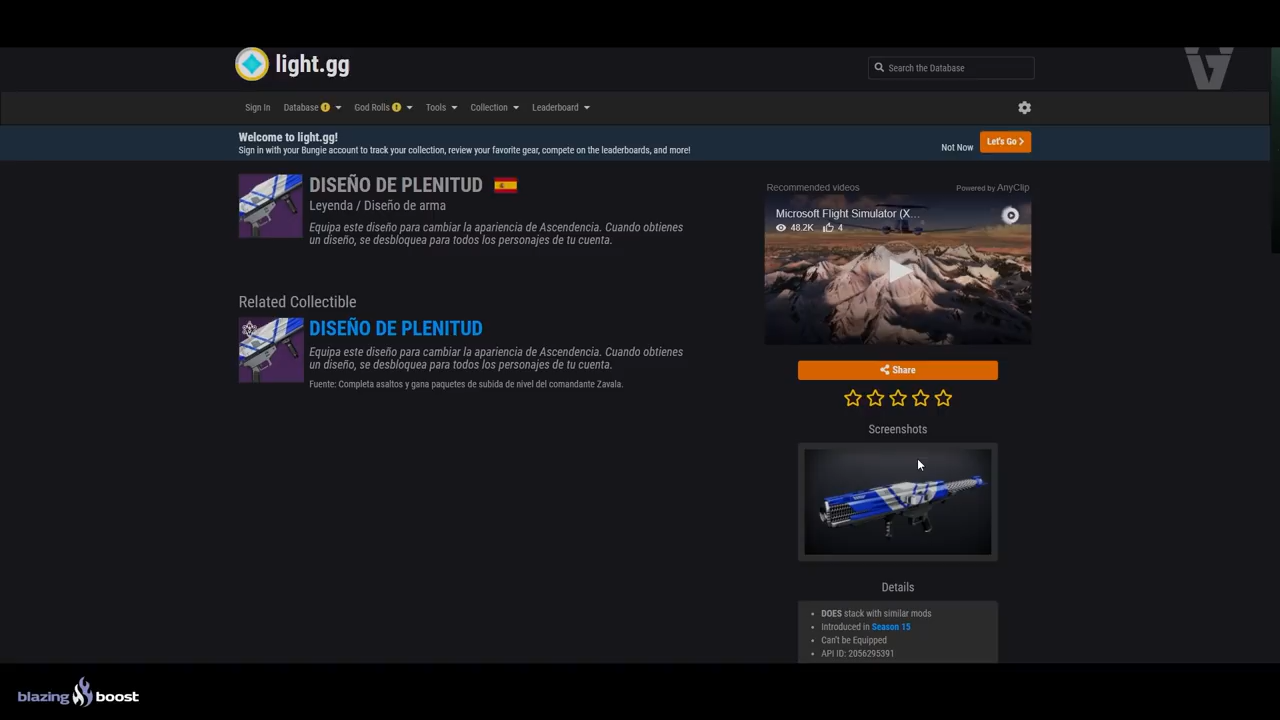 light.gg
Search the Database
Sign In Database God Rolls Tools Collection Leaderboard
Welcome to light.gg!
Sign in with your Bungie account to track your collection, review your favorite gear, compete on the leaderboards, and more!
Not Now Let's Go
DISEÑO DE PLENITUD
Leyenda / Diseño de arma
Equipa este diseño para cambiar la apariencia de Ascendencia. Cuando obtienes
un diseño, se desbloquea para todos los personajes de tu cuenta.
Related Collectible
DISEÑO DE PLENITUD
Equipa este diseño para cambiar la apariencia de Ascendencia. Cuando obtienes
un diseño, se desbloquea para todos los personajes de tu cuenta.
Fuente: Completa asaltos y gana paquetes de subida de nivel del comandante Zavala.
Recommended videos Powered by AnyClip
Microsoft Flight Simulator (X...
48.2K 4
Share
Screenshots
Details
DOES stack with similar mods
Introduced in Season 15
Can't be Equipped
API ID: 2056295391
blazing boost